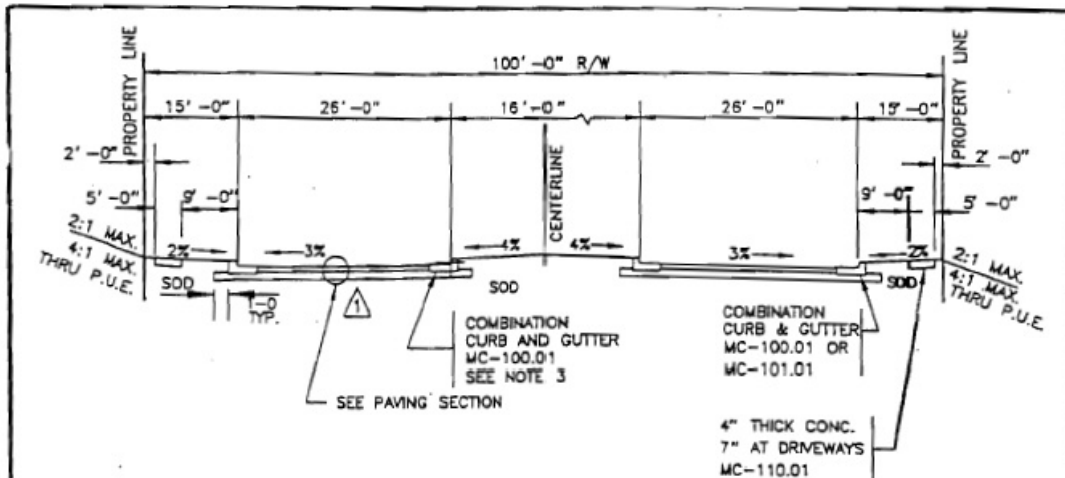 PROPERTY LINE
PROPERTY LINE
100'-0" R/W
15'-0"
26'-0"
16'-0"
26'-0"
15'-0"
2'-0"
2'-0"
CENTERLINE
5'-0"
9'-0"
9'-0"
5'-0"
2:1 MAX.
4:1 MAX.
THRU P.U.E.
2%
3%
4%
4%
3%
2%
2:1 MAX.
4:1 MAX.
THRU P.U.E.
SOD
1-0
TYP.
1
SOD
SOD
COMBINATION
CURB AND GUTTER
MC-100.01
SEE NOTE 3
COMBINATION
CURB & GUTTER
MC-100.01 OR
MC-101.01
SEE PAVING SECTION
4" THICK CONC.
7" AT DRIVEWAYS
MC-110.01